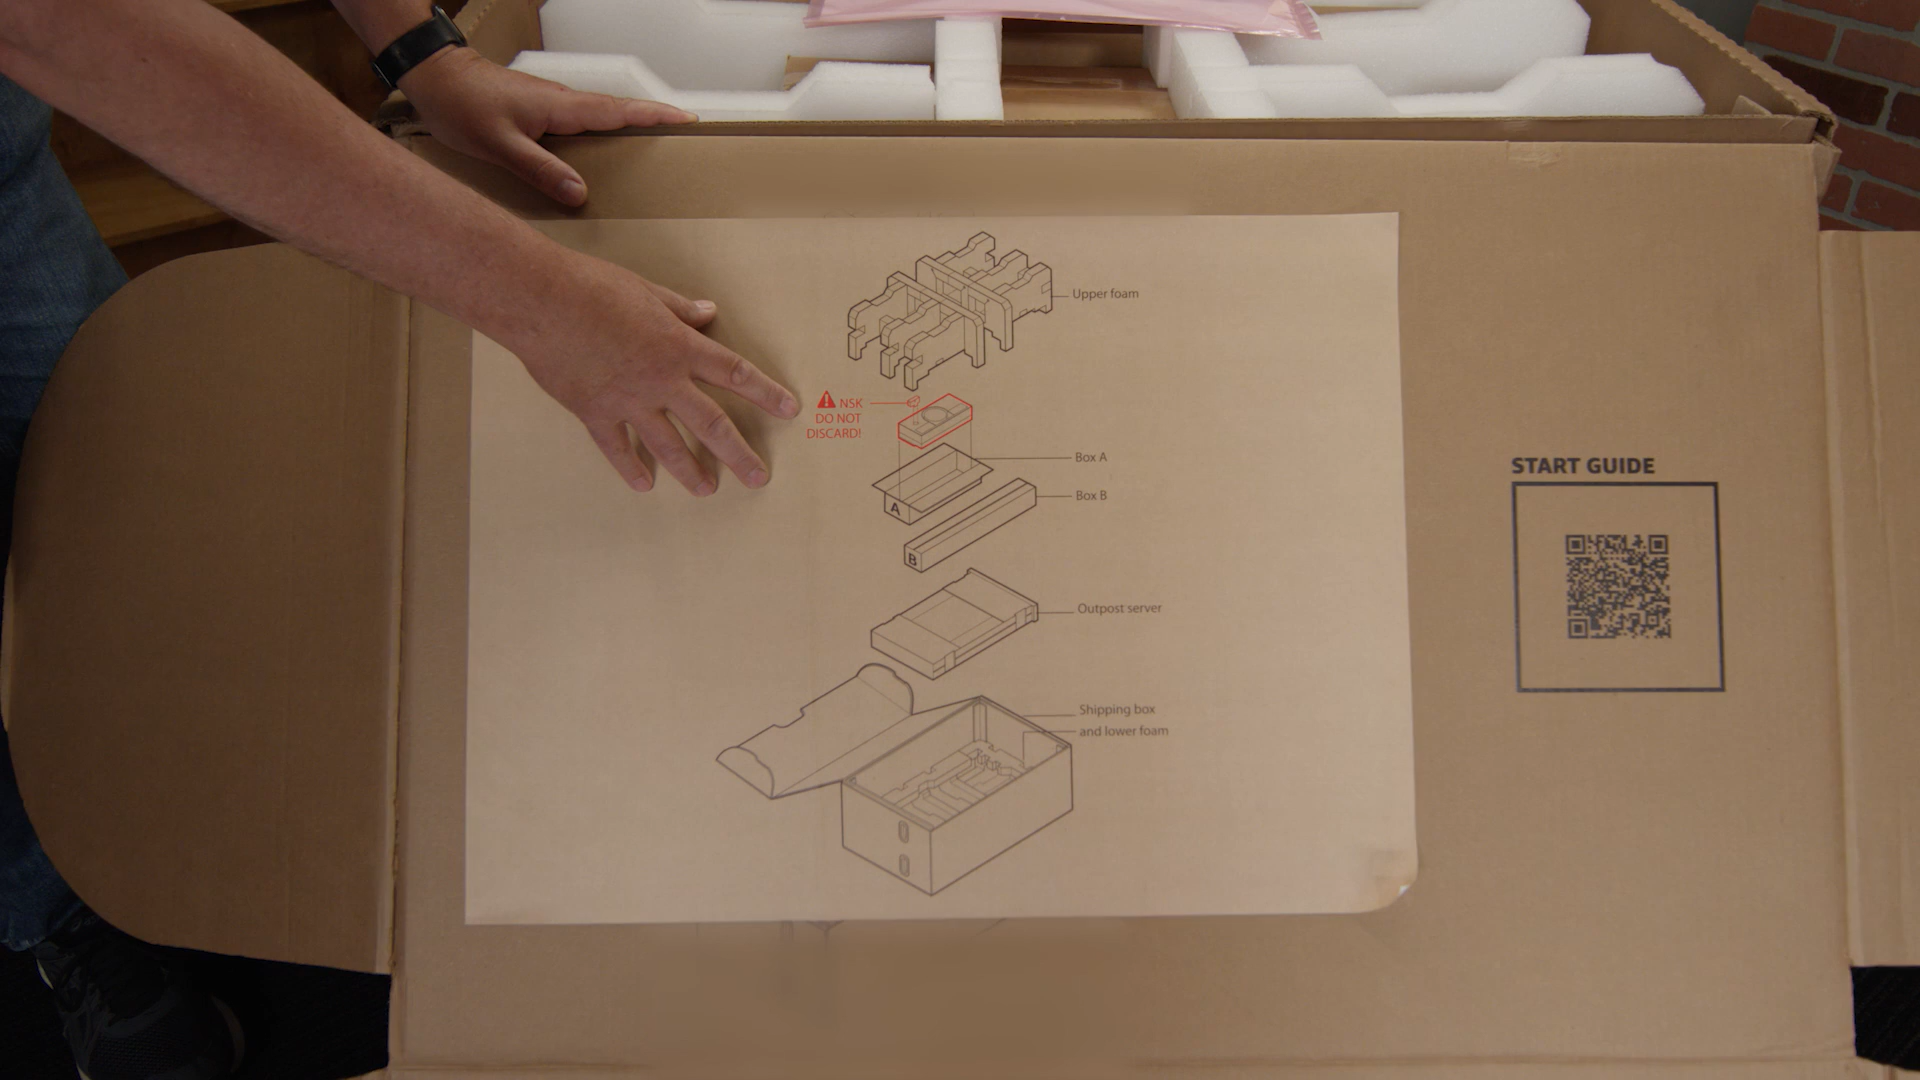 Upper foam
NSK
DO NOT
DISCARD!
Box A
Box B
A
B
Outpost server
Shipping box
and lower foam
START GUIDE